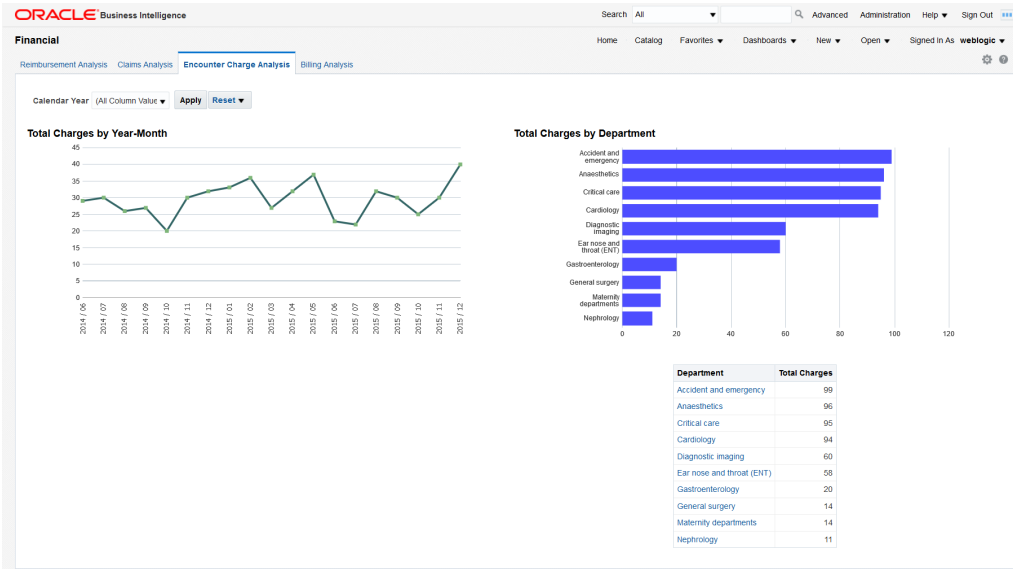 ORACLE Business Intelligence
Search All Advanced Administration Help Sign Out
Financial
Home Catalog Favorites Dashboards New Open Signed In As weblogic
Reimbursement Analysis Claims Analysis Encounter Charge Analysis Billing Analysis
Calendar Year (All Column Value Apply Reset
Total Charges by Year-Month
45
40
35
30
25
20
15
10
5
0
2014 / 06
2014 / 07
2014 / 08
2014 / 09
2014 / 10
2014 / 11
2014 / 12
2015 / 01
2015 / 02
2015 / 03
2015 / 04
2015 / 05
2015 / 06
2015 / 07
2015 / 08
2015 / 09
2015 / 10
2015 / 11
2015 / 12
Total Charges by Department
Accident and
emergency
Anaesthetics
Critical care
Cardiology
Diagnostic
imaging
Ear nose and
throat (ENT)
Gastroenterology
General surgery
Maternity
departments
Nephrology
0 20 40 60 80 100 120
Department Total Charges
Accident and emergency 99
Anaesthetics 96
Critical care 95
Cardiology 94
Diagnostic imaging 60
Ear nose and throat (ENT) 58
Gastroenterology 20
General surgery 14
Maternity departments 14
Nephrology 11